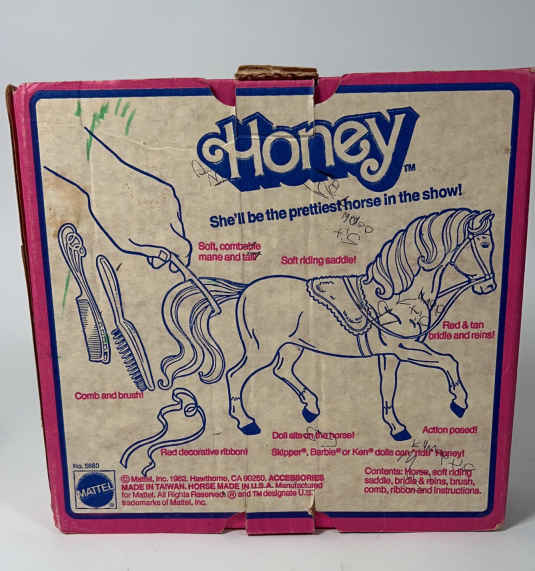 Honey™
She'll be the prettiest horse in the show!
Soft, combable
mane and tail!
Soft riding saddle!
Red & tan
bridle and reins!
Comb and brush!
Doll sits on the horse!
Action posed!
Red decorative ribbon!
Skipper®, Barbie® or Ken® dolls can "ride" Honey!
No. 5880
MATTEL
© Mattel, Inc. 1982. Hawthorne, CA 90250. ACCESSORIES
MADE IN TAIWAN. HORSE MADE IN U.S.A. Manufactured
for Mattel. All Rights Reserved. ® and TM designate U.S.
trademarks of Mattel, Inc.
Contents: Horse, soft riding
saddle, bridle & reins, brush,
comb, ribbon and instructions.